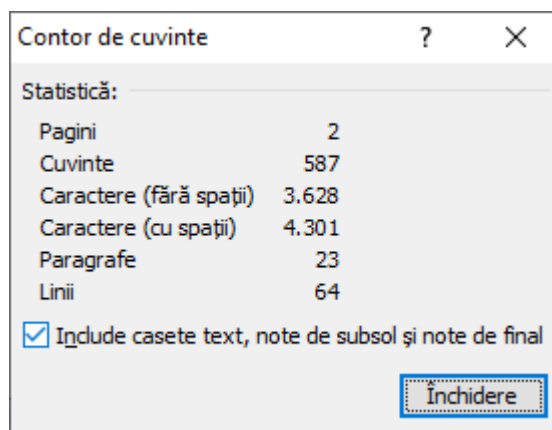 Contor de cuvinte
Statistică:
Pagini 2
Cuvinte 587
Caractere (fără spații) 3.628
Caractere (cu spații) 4.301
Paragrafe 23
Linii 64
Include casete text, note de subsol și note de final
Închidere